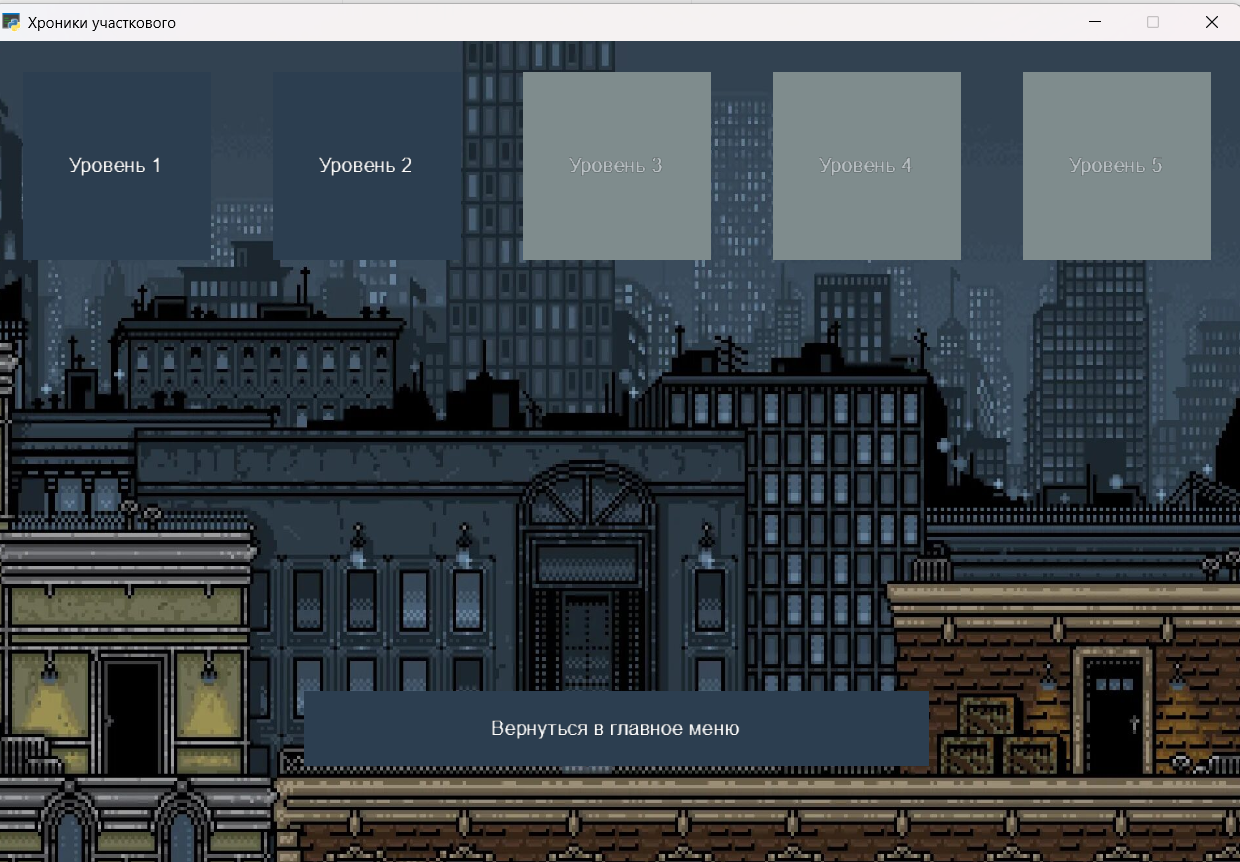 Хроники участкового
Уровень 1
Уровень 2
Уровень 3
Уровень 4
Уровень 5
Вернуться в главное меню